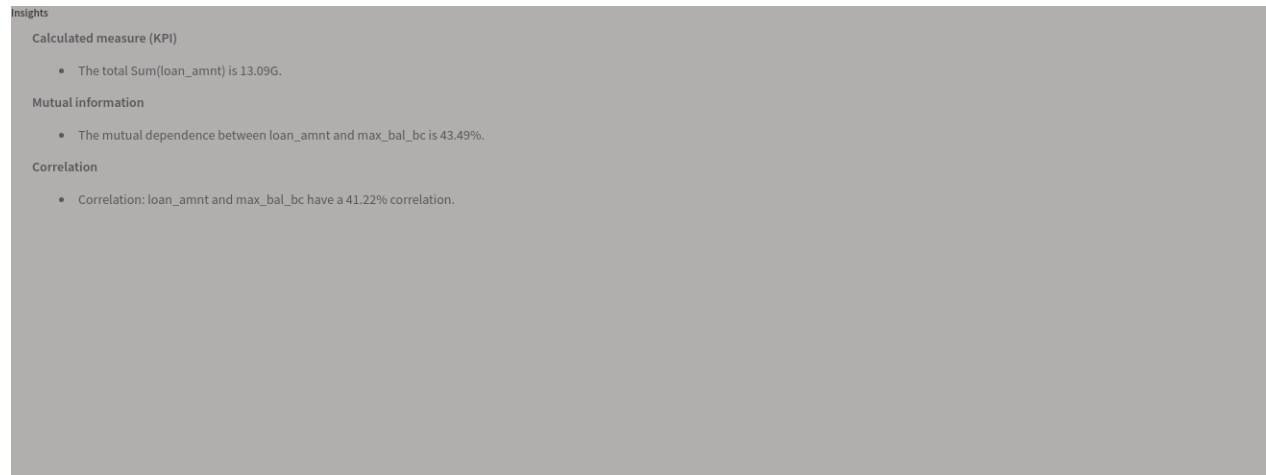 Insights
Calculated measure (KPI)
• The total Sum(loan_amnt) is 13.09G.
Mutual information
• The mutual dependence between loan_amnt and max_bal_bc is 43.49%.
Correlation
• Correlation: loan_amnt and max_bal_bc have a 41.22% correlation.